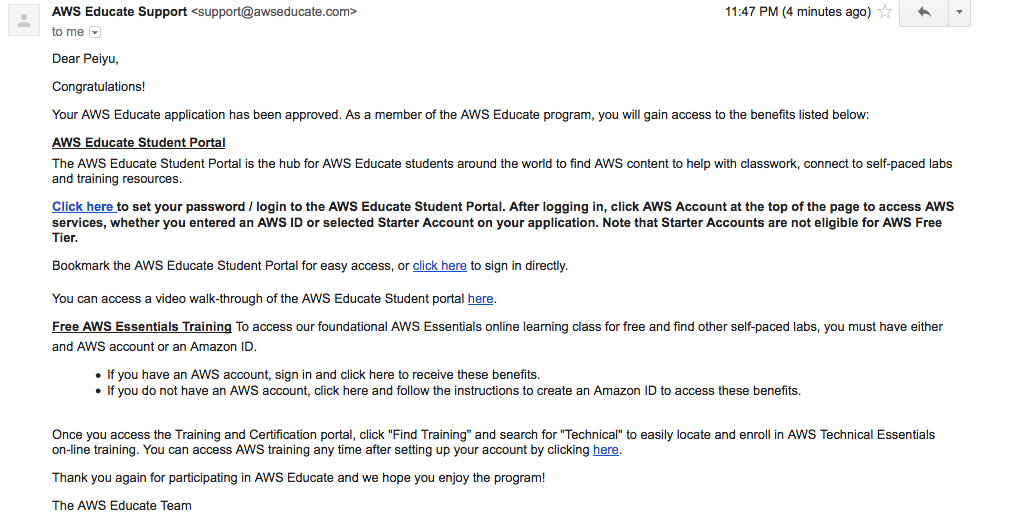 AWS Educate Support <support@awseducate.com>
11:47 PM (4 minutes ago)
to me
Dear Peiyu,
Congratulations!
Your AWS Educate application has been approved. As a member of the AWS Educate program, you will gain access to the benefits listed below:
AWS Educate Student Portal
The AWS Educate Student Portal is the hub for AWS Educate students around the world to find AWS content to help with classwork, connect to self-paced labs
and training resources.
Click here to set your password / login to the AWS Educate Student Portal. After logging in, click AWS Account at the top of the page to access AWS
services, whether you entered an AWS ID or selected Starter Account on your application. Note that Starter Accounts are not eligible for AWS Free
Tier.
Bookmark the AWS Educate Student Portal for easy access, or click here to sign in directly.
You can access a video walk-through of the AWS Educate Student portal here.
Free AWS Essentials Training To access our foundational AWS Essentials online learning class for free and find other self-paced labs, you must have either
and AWS account or an Amazon ID.
• If you have an AWS account, sign in and click here to receive these benefits.
• If you do not have an AWS account, click here and follow the instructions to create an Amazon ID to access these benefits.
Once you access the Training and Certification portal, click "Find Training" and search for "Technical" to easily locate and enroll in AWS Technical Essentials
on-line training. You can access AWS training any time after setting up your account by clicking here.
Thank you again for participating in AWS Educate and we hope you enjoy the program!
The AWS Educate Team